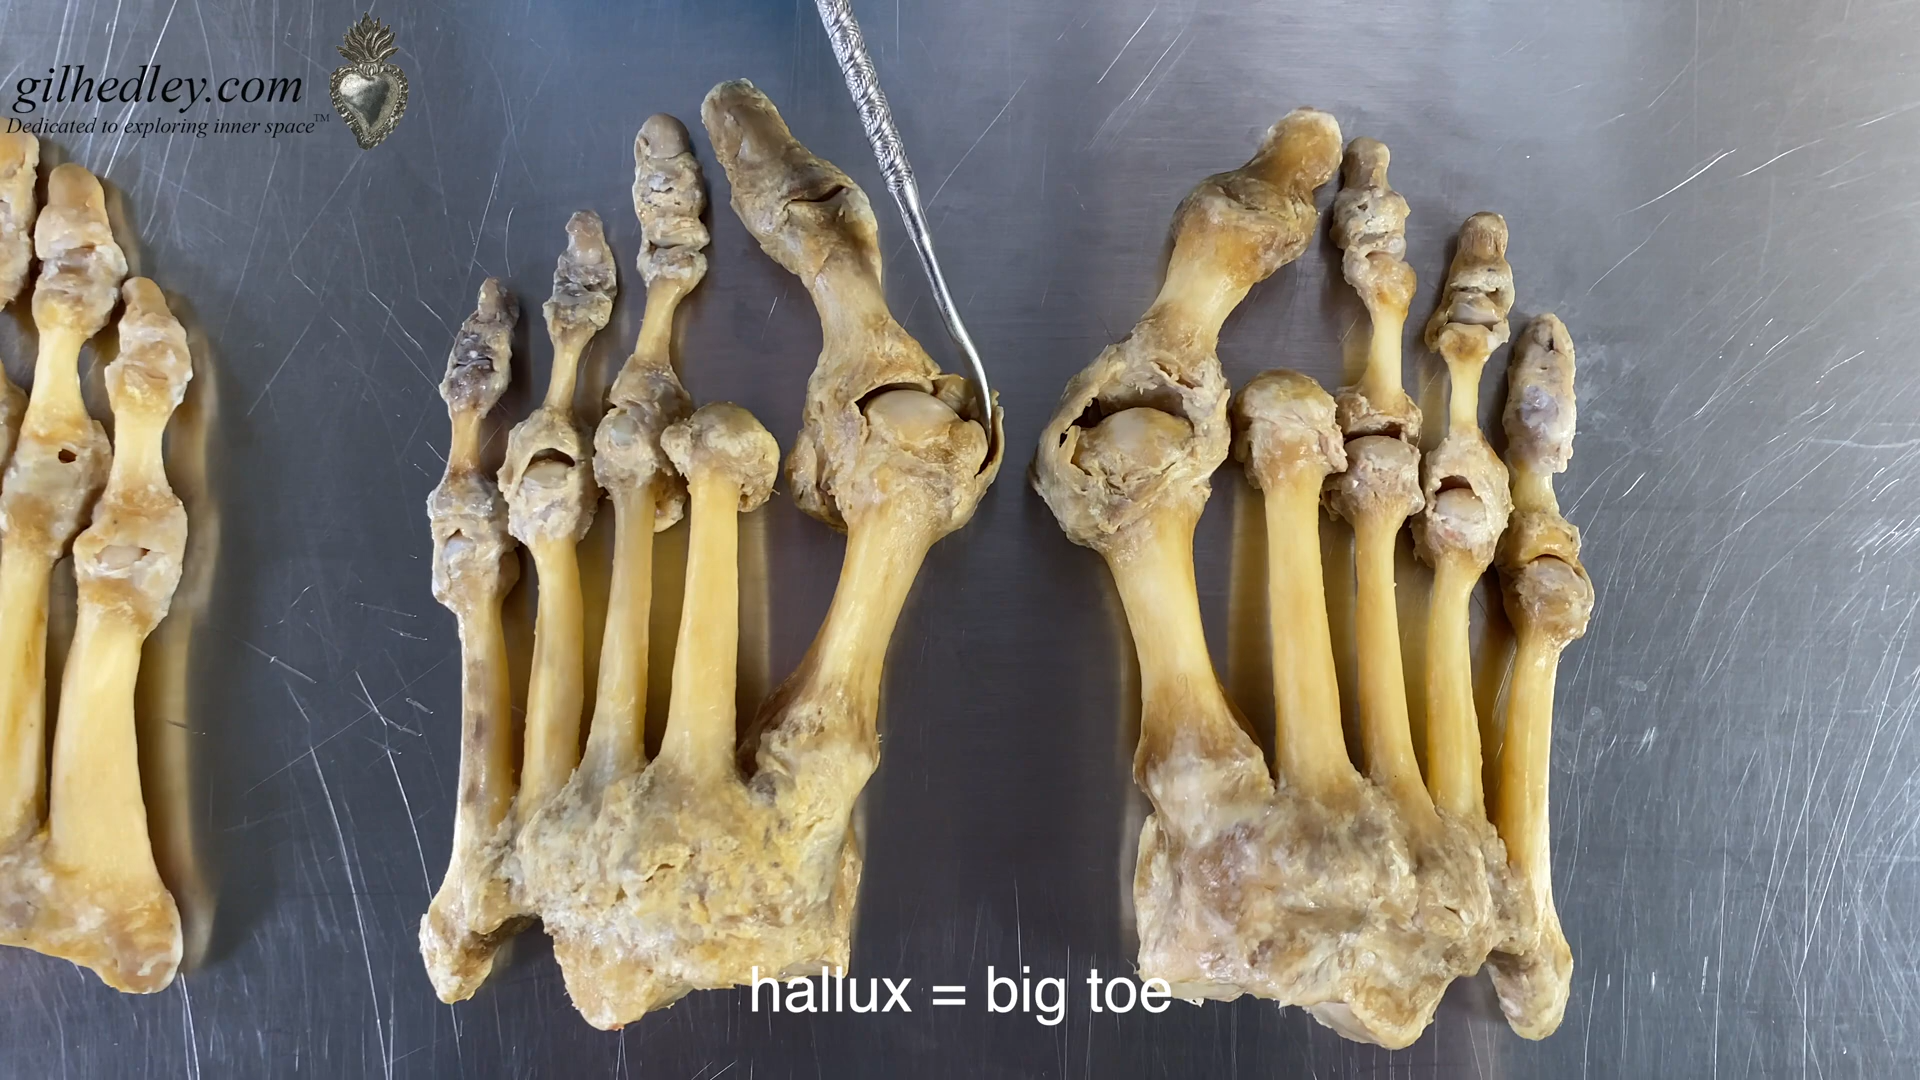 gilhedley.com
Dedicated to exploring inner space™
hallux = big toe